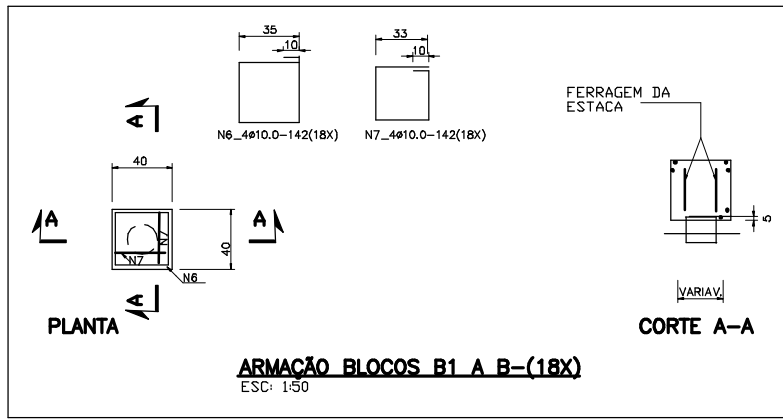 35
10
33
10
N6_4ø10.0-142(18X)
N7_4ø10.0-142(18X)
FERRAGEM DA
ESTACA
A
40
A
A
40
N7
N7
N6
A
5
VARIAV.
PLANTA
CORTE A-A
ARMAÇÃO BLOCOS B1 A B-(18X)
ESC: 1:50